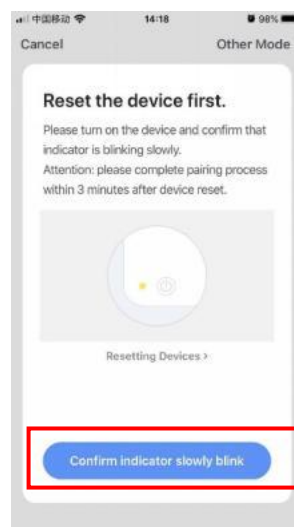 中国移动 14:18 98%
Cancel Other Mode
Reset the device first.
Please turn on the device and confirm that
indicator is blinking slowly.
Attention: please complete pairing process
within 3 minutes after device reset.
Resetting Devices >
Confirm indicator slowly blink